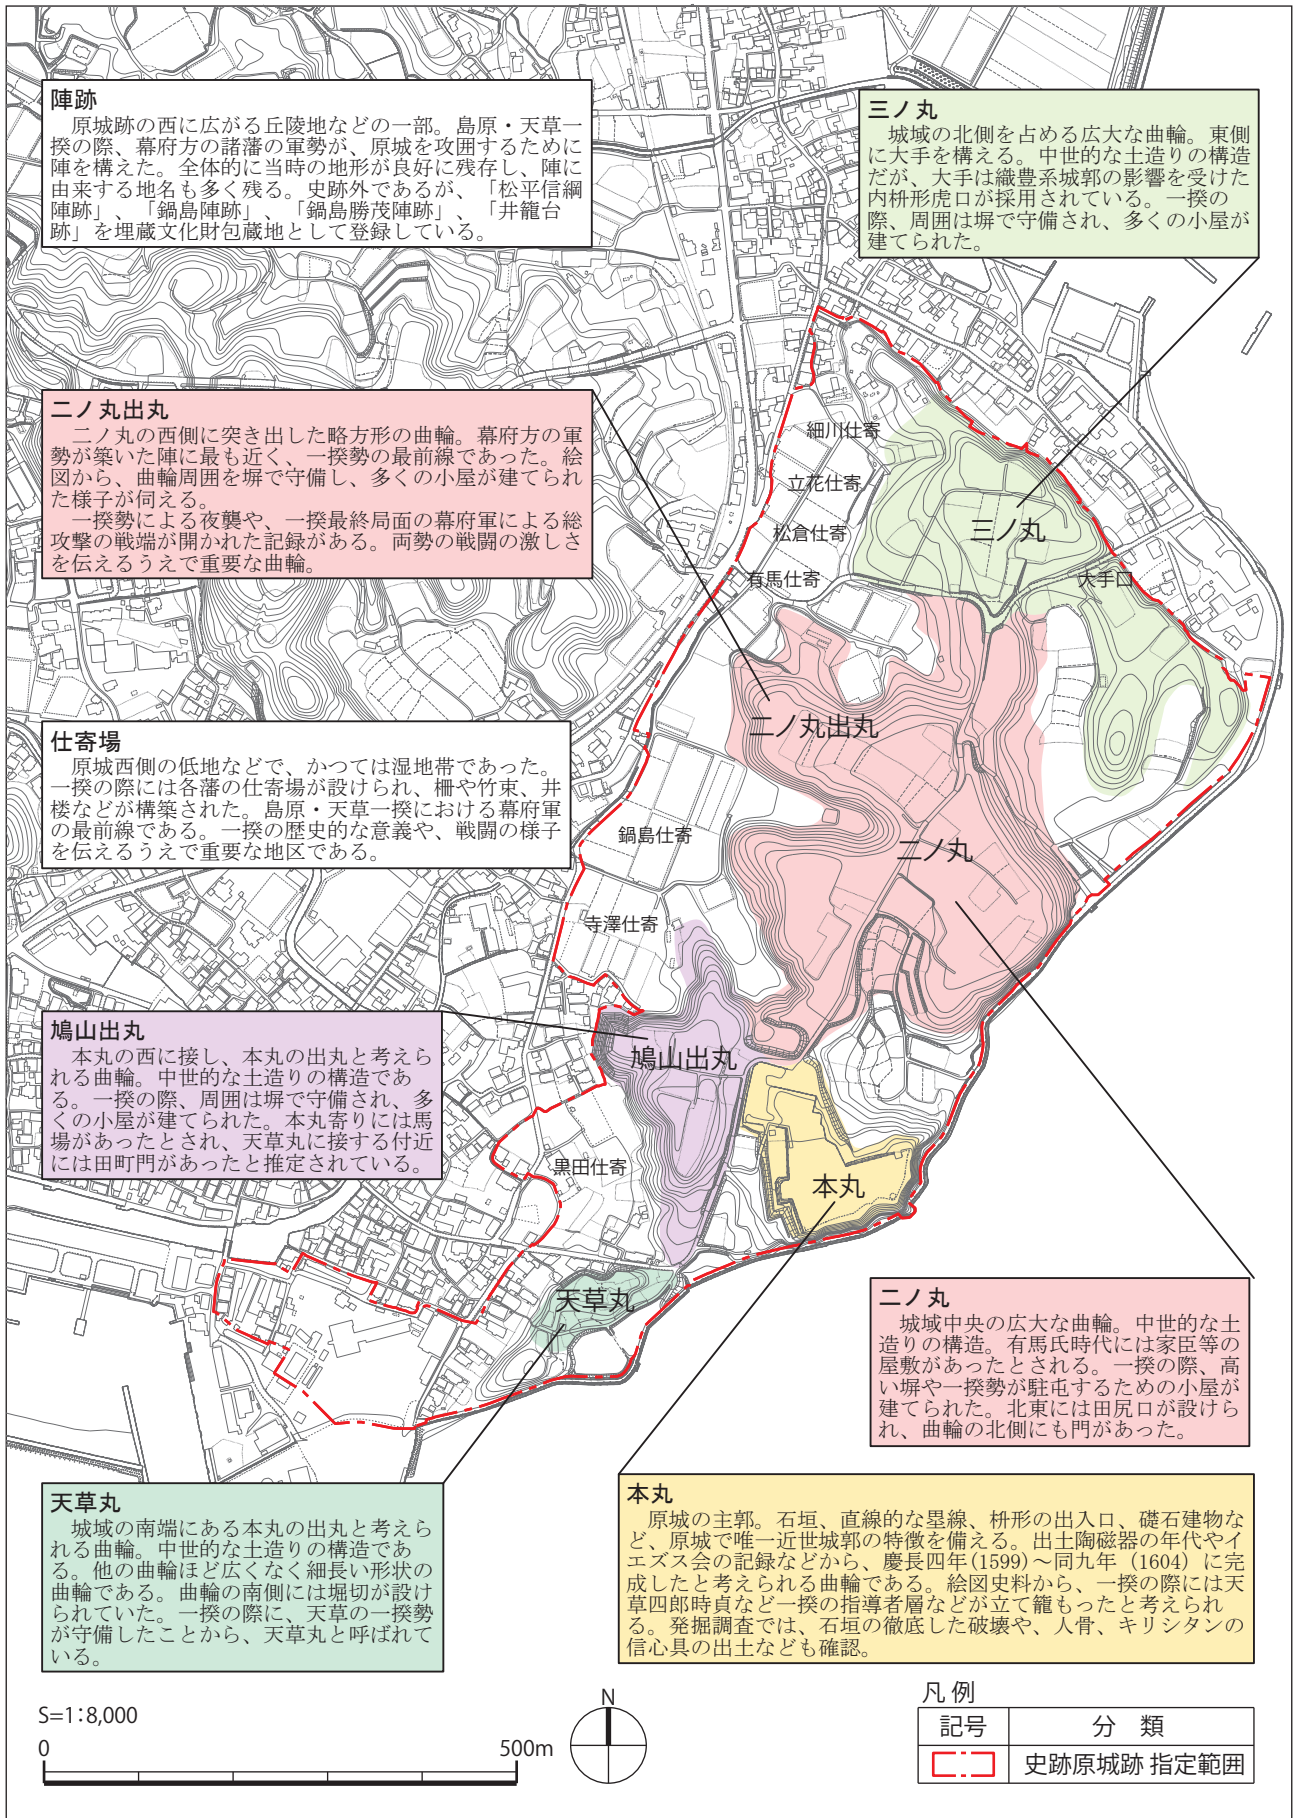 陣跡
原城跡の西に広がる丘陵地などの一部。島原・天草一
揆の際、幕府方の諸藩の軍勢が、原城を攻囲するために
陣を構えた。全体的に当時の地形が良好に残存し、陣に
由来する地名も多く残る。史跡外であるが、「松平信綱
陣跡」、「鍋島陣跡」、「鍋島勝茂陣跡」、「井籠台
跡」を埋蔵文化財包蔵地として登録している。
三ノ丸
城域の北側を占める広大な曲輪。東側
に大手を構える。中世的な土造りの構造
だが、大手は織豊系城郭の影響を受けた
内枡形虎口が採用されている。一揆の
際、周囲は塀で守備され、多くの小屋が
建てられた。
二ノ丸出丸
二ノ丸の西側に突き出した略方形の曲輪。幕府方の軍
勢が築いた陣に最も近く、一揆勢の最前線であった。絵
図から、曲輪周囲を塀で守備し、多くの小屋が建てられ
た様子が伺える。
一揆勢による夜襲や、一揆最終局面の幕府軍による総
攻撃の戦端が開かれた記録がある。両勢の戦闘の激しさ
を伝えるうえで重要な曲輪。
細川仕寄
立花仕寄
松倉仕寄
有馬仕寄
三ノ丸
大手口
二ノ丸出丸
仕寄場
原城西側の低地などで、かつては湿地帯であった。
一揆の際には各藩の仕寄場が設けられ、柵や竹束、井
楼などが構築された。島原・天草一揆における幕府軍
の最前線である。一揆の歴史的な意義や、戦闘の様子
を伝えるうえで重要な地区である。
鍋島仕寄
二ノ丸
寺澤仕寄
鳩山出丸
本丸の西に接し、本丸の出丸と考えら
れる曲輪。中世的な土造りの構造であ
る。一揆の際、周囲は塀で守備され、多
くの小屋が建てられた。本丸寄りには馬
場があったとされ、天草丸に接する付近
には田町門があったと推定されている。
鳩山出丸
黒田仕寄
本丸
天草丸
二ノ丸
城域中央の広大な曲輪。中世的な土
造りの構造。有馬氏時代には家臣等の
屋敷があったとされる。一揆の際、高
い塀や一揆勢が駐屯するための小屋が
建てられた。北東には田尻口が設けら
れ、曲輪の北側にも門があった。
天草丸
城域の南端にある本丸の出丸と考えら
れる曲輪。中世的な土造りの構造であ
る。他の曲輪ほど広くなく細長い形状の
曲輪である。曲輪の南側には堀切が設け
られていた。一揆の際に、天草の一揆勢
が守備したことから、天草丸と呼ばれて
いる。
本丸
原城の主郭。石垣、直線的な塁線、枡形の出入口、礎石建物な
ど、原城で唯一近世城郭の特徴を備える。出土陶磁器の年代やイ
エズス会の記録などから、慶長四年(1599)～同九年（1604）に完
成したと考えられる曲輪である。絵図史料から、一揆の際には天
草四郎時貞など一揆の指導者層などが立て籠もったと考えられ
る。発掘調査では、石垣の徹底した破壊や、人骨、キリシタンの
信心具の出土なども確認。
S=1:8,000
0 500m
N
凡例
記号 分 類
史跡原城跡 指定範囲